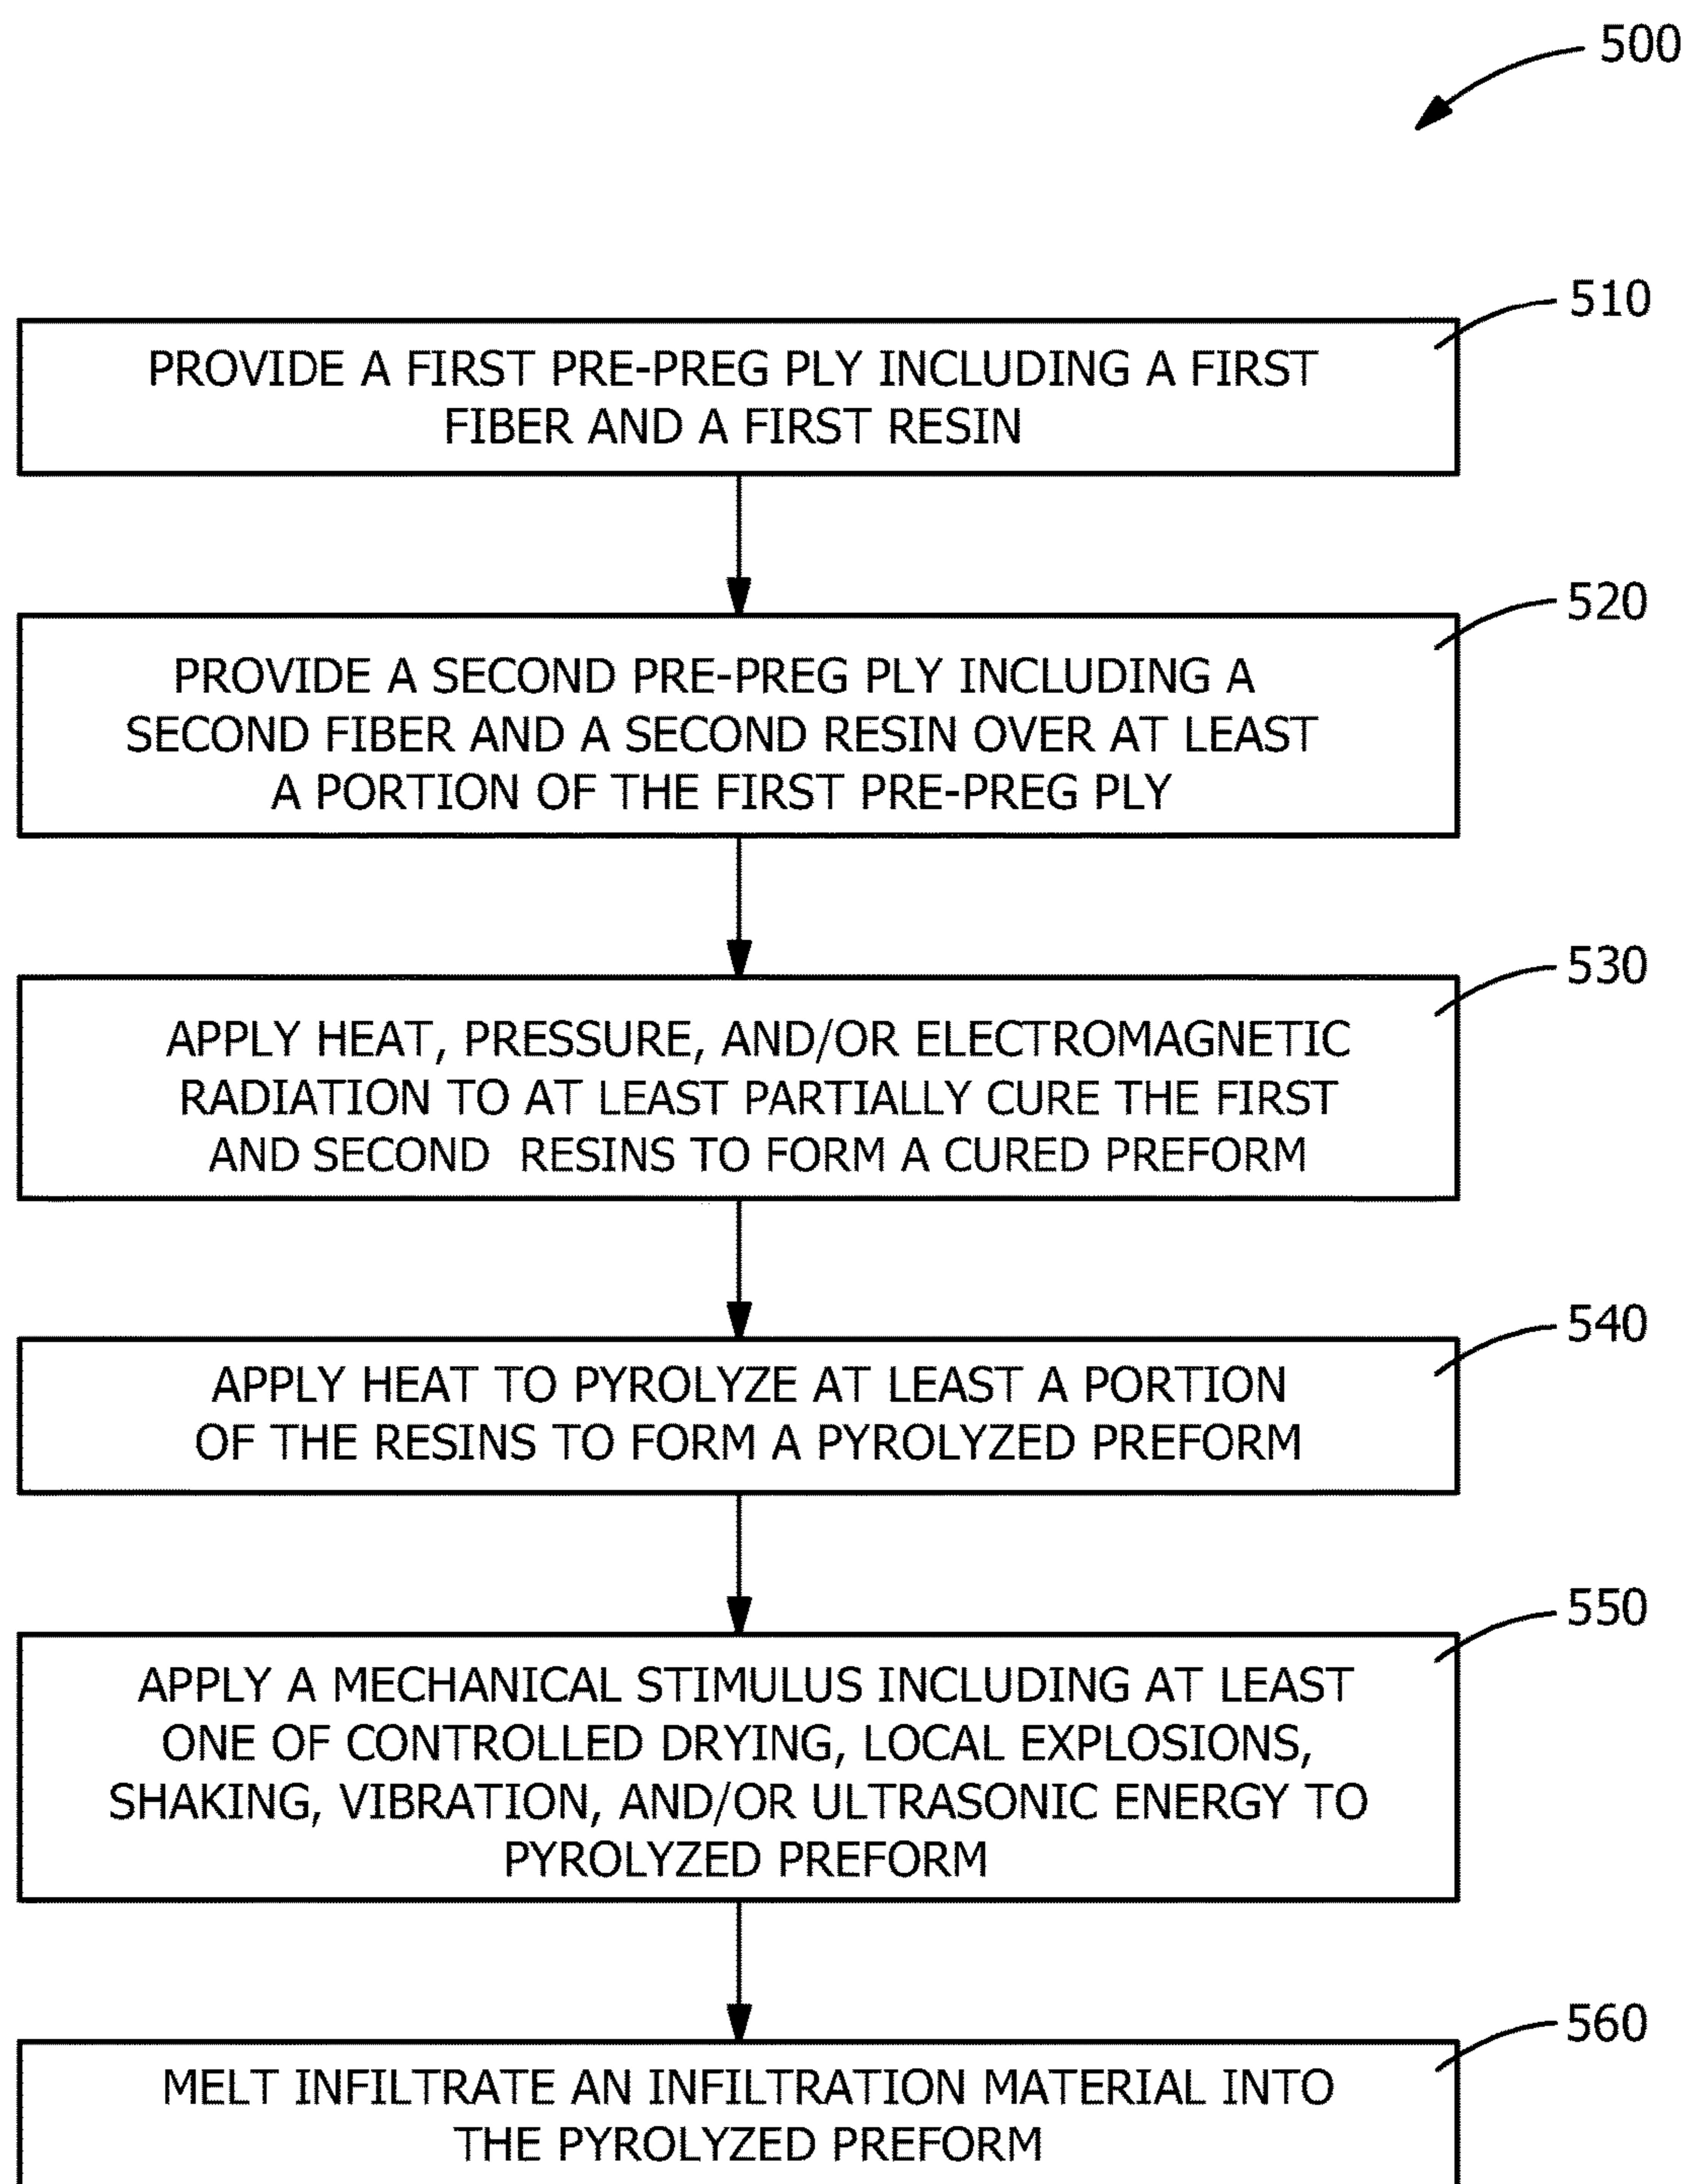 500
510
PROVIDE A FIRST PRE-PREG PLY INCLUDING A FIRST
FIBER AND A FIRST RESIN
520
PROVIDE A SECOND PRE-PREG PLY INCLUDING A
SECOND FIBER AND A SECOND RESIN OVER AT LEAST
A PORTION OF THE FIRST PRE-PREG PLY
530
APPLY HEAT, PRESSURE, AND/OR ELECTROMAGNETIC
RADIATION TO AT LEAST PARTIALLY CURE THE FIRST
AND SECOND RESINS TO FORM A CURED PREFORM
540
APPLY HEAT TO PYROLYZE AT LEAST A PORTION
OF THE RESINS TO FORM A PYROLYZED PREFORM
550
APPLY A MECHANICAL STIMULUS INCLUDING AT LEAST
ONE OF CONTROLLED DRYING, LOCAL EXPLOSIONS,
SHAKING, VIBRATION, AND/OR ULTRASONIC ENERGY TO
PYROLYZED PREFORM
560
MELT INFILTRATE AN INFILTRATION MATERIAL INTO
THE PYROLYZED PREFORM